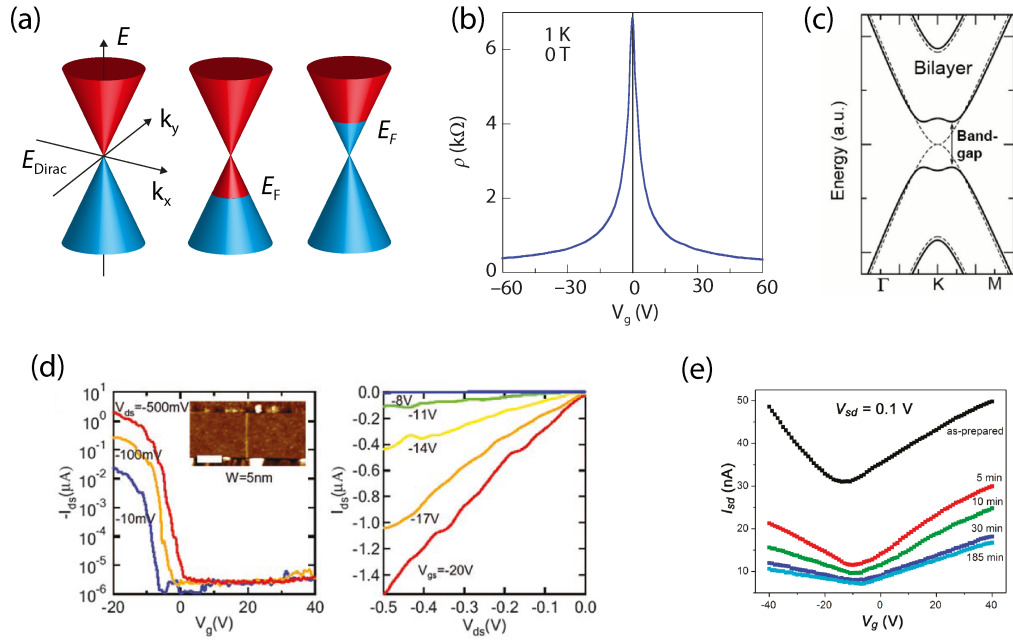 (a)
E
k_y
E_Dirac
k_x
E_F
E_F
(b)
1 K
0 T
6
4
2
0
ρ (kΩ)
−60
−30
0
30
60
V_g (V)
(c)
Bilayer
Band-
gap
Energy (a.u.)
Γ
K
M
(d)
10^1
10^0
10^-1
10^-2
10^-3
10^-4
10^-5
10^-6
-I_ds(μA)
V_ds=-500mV
-100mV
-10mV
W=5nm
-20
0
20
40
V_g(V)
0.0
-0.2
-0.4
-0.6
-0.8
-1.0
-1.2
-1.4
I_ds(μA)
-8V
-11V
-14V
-17V
V_gs=-20V
-0.5
-0.4
-0.3
-0.2
-0.1
0.0
V_ds(V)
(e)
V_sd = 0.1 V
as-prepared
5 min
10 min
30 min
185 min
50
40
30
20
10
I_sd (nA)
-40
-20
0
20
40
V_g (V)